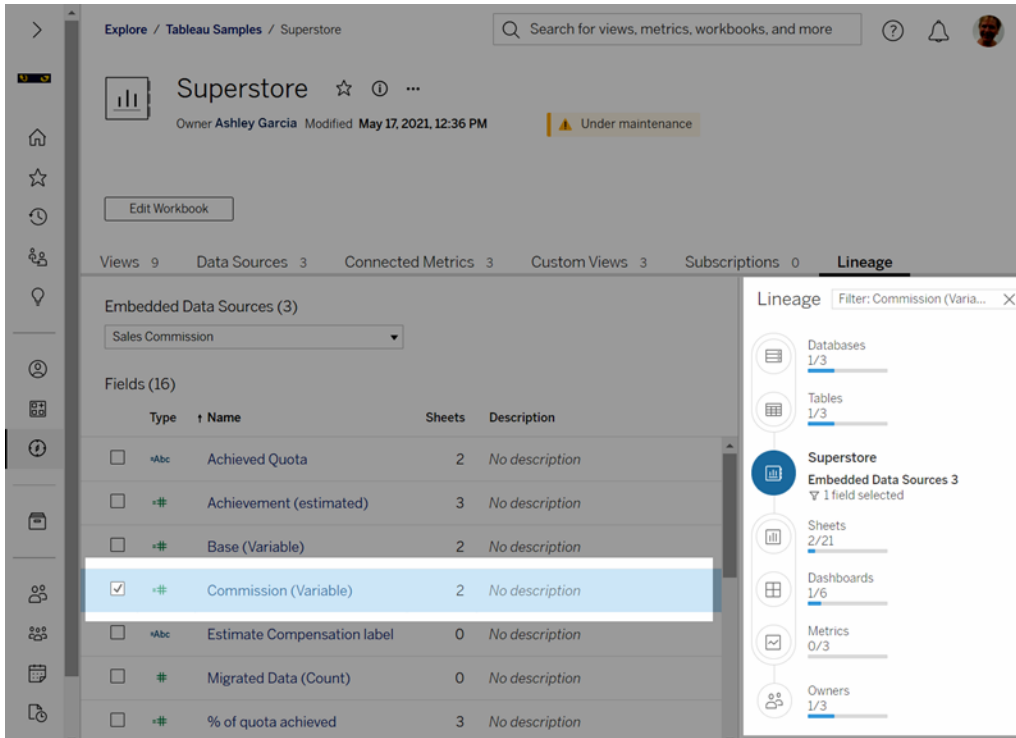 Explore / Tableau Samples / Superstore
Search for views, metrics, workbooks, and more
Superstore
Owner Ashley Garcia Modified May 17, 2021, 12:36 PM
Under maintenance
Edit Workbook
Views 9 Data Sources 3 Connected Metrics 3 Custom Views 3 Subscriptions 0 Lineage
Embedded Data Sources (3)
Sales Commission
Fields (16)
Type ↑ Name Sheets Description
=Abc Achieved Quota 2 No description
=# Achievement (estimated) 3 No description
=# Base (Variable) 2 No description
=# Commission (Variable) 2 No description
=Abc Estimate Compensation label 0 No description
# Migrated Data (Count) 0 No description
=# % of quota achieved 3 No description
Lineage Filter: Commission (Varia...
Databases
1/3
Tables
1/3
Superstore
Embedded Data Sources 3
1 field selected
Sheets
2/21
Dashboards
1/6
Metrics
0/3
Owners
1/3